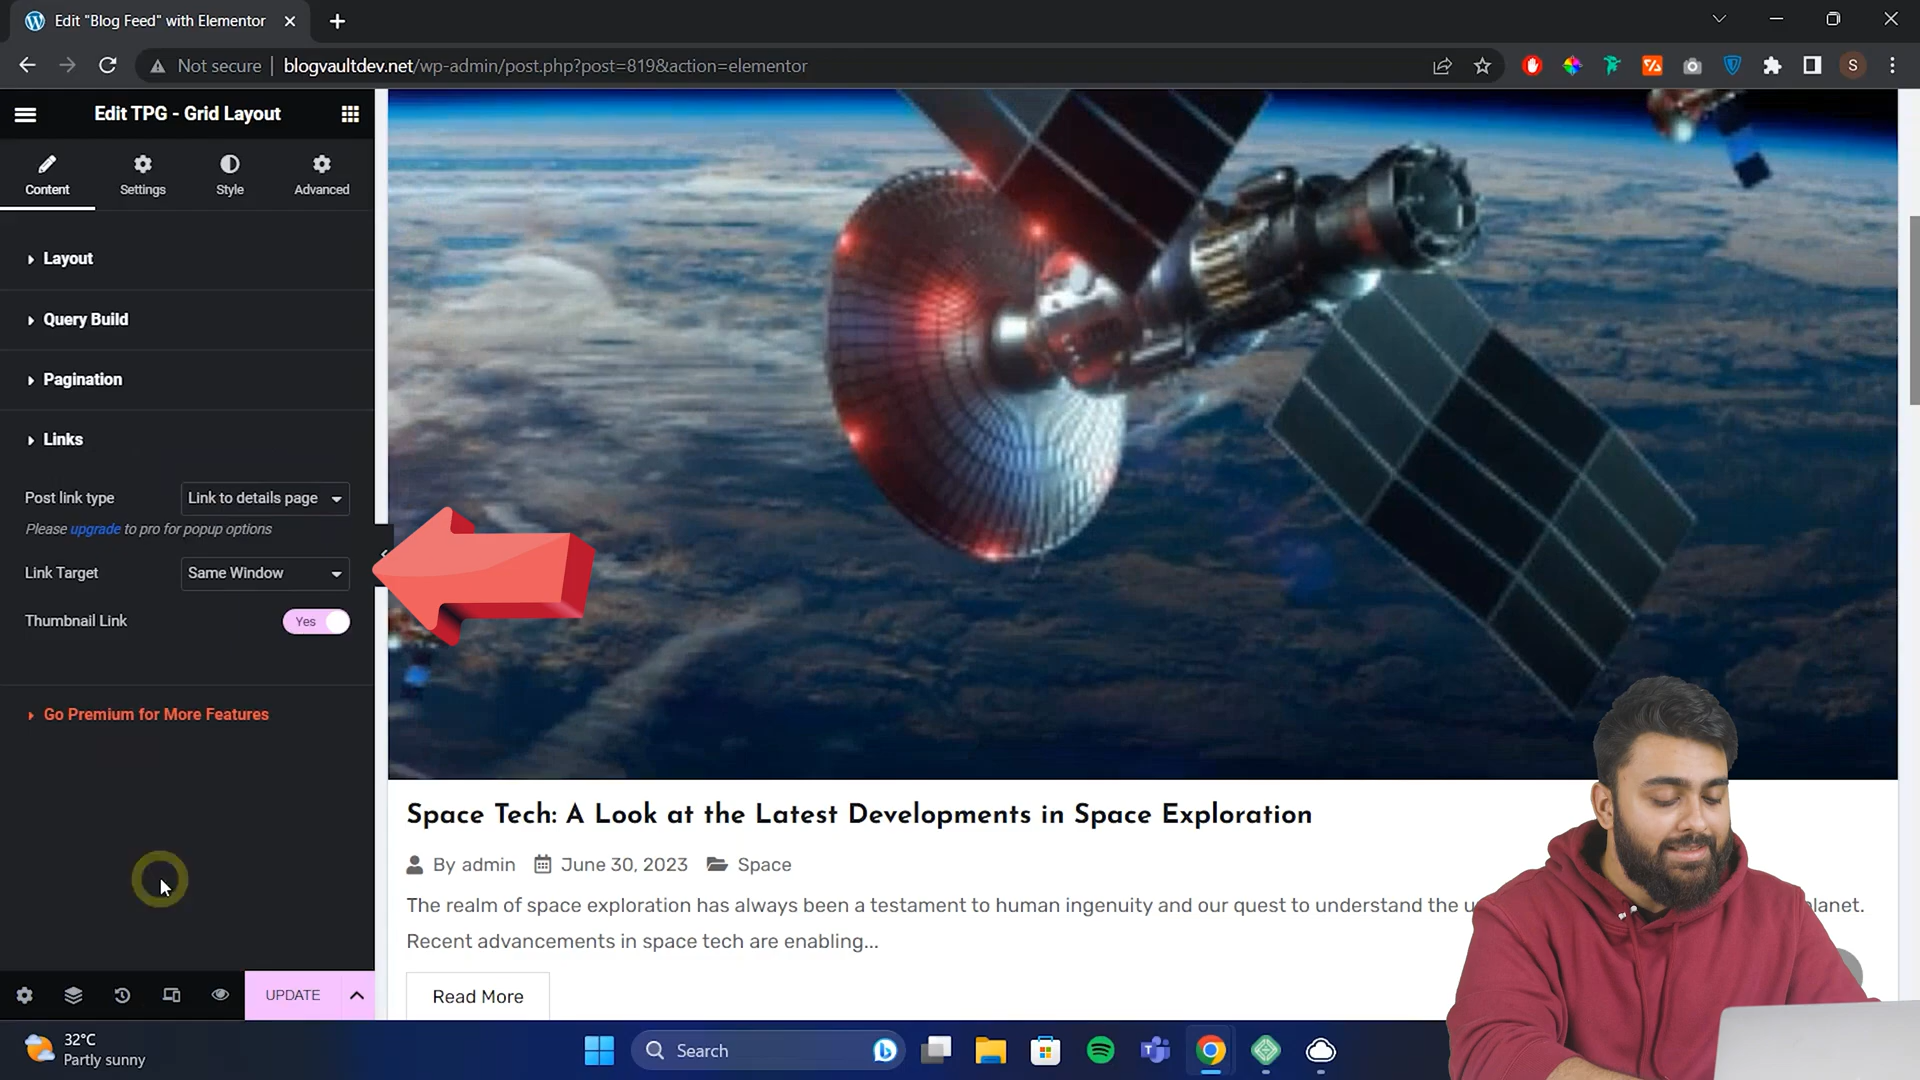 Edit "Blog Feed" with Elementor
Not secure
blogvaultdev.net/wp-admin/post.php?post=819&action=elementor
S
Edit TPG - Grid Layout
Content
Settings
Style
Advanced
Layout
Query Build
Pagination
Links
Post link type
Link to details page
Please upgrade to pro for popup options
Link Target
Same Window
Thumbnail Link
Yes
Go Premium for More Features
UPDATE
Space Tech: A Look at the Latest Developments in Space Exploration
By admin June 30, 2023 Space
The realm of space exploration has always been a testament to human ingenuity and our quest to understand the
Recent advancements in space tech are enabling...
Read More
32°C
Partly sunny
Search